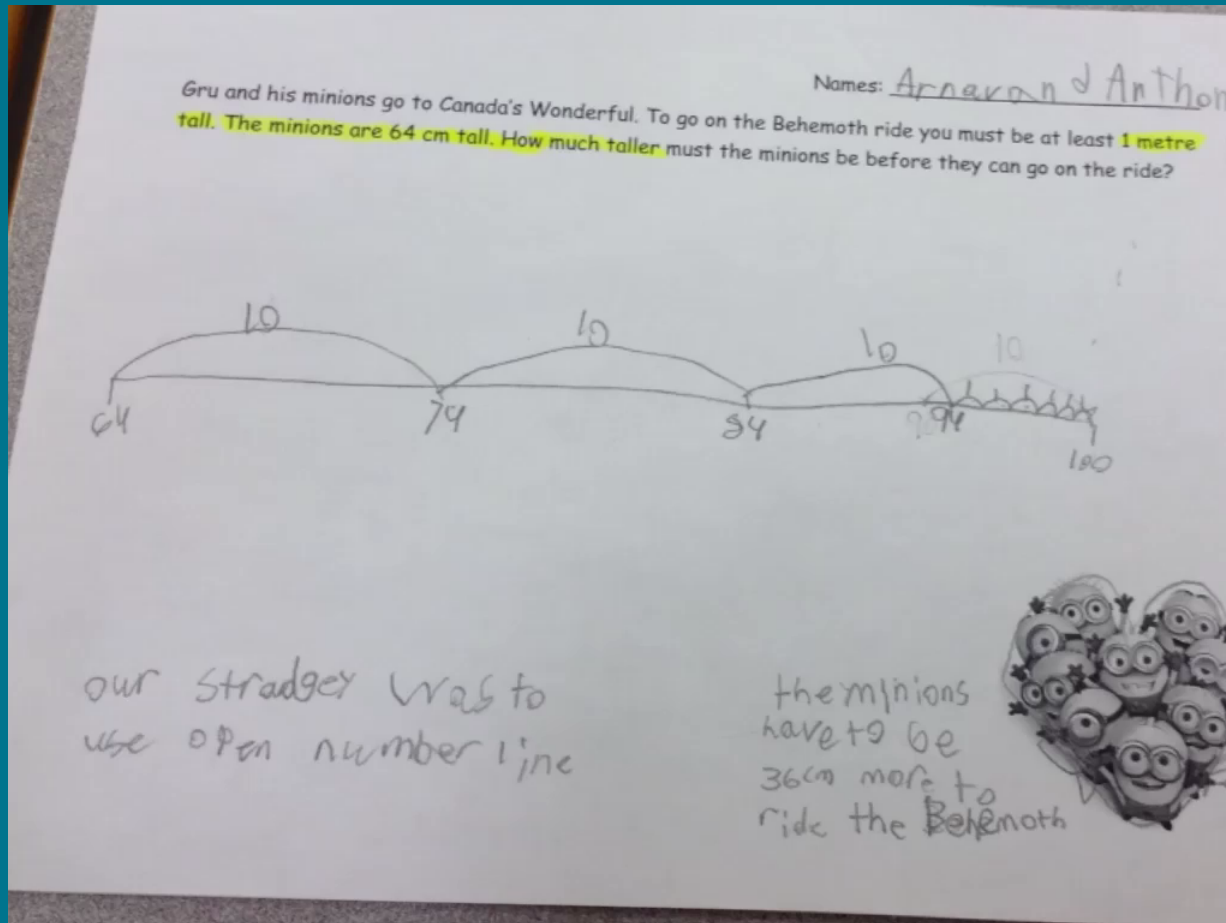 Names: Arnav and Anthon
Gru and his minions go to Canada's Wonderful. To go on the Behemoth ride you must be at least 1 metre
tall. The minions are 64 cm tall. How much taller must the minions be before they can go on the ride?
10 10 10 10
64 74 84 94
100
our stradgey was to
use open number line
the minions
have to be
36cm more to
ride the Behemoth